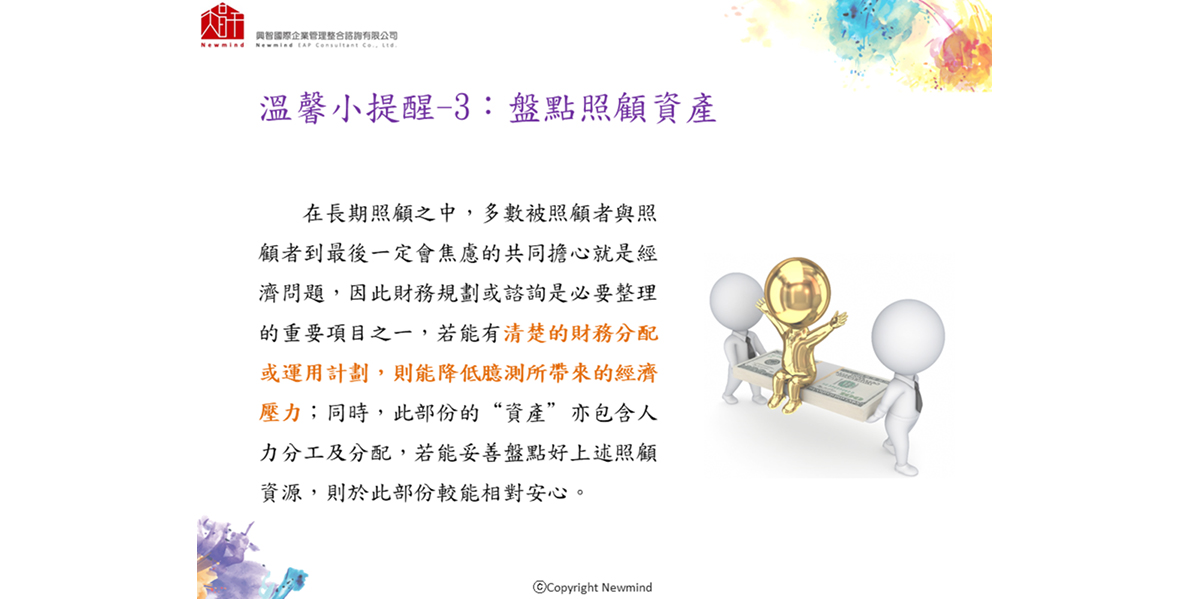 Newmind
興智國際企業管理整合諮詢有限公司
Newmind EAP Consultant Co., Ltd.
溫馨小提醒-3：盤點照顧資產
在長期照顧之中，多數被照顧者與照
顧者到最後一定會焦慮的共同擔心就是經
濟問題，因此財務規劃或諮詢是必要整理
的重要項目之一，若能有清楚的財務分配
或運用計劃，則能降低臆測所帶來的經濟
壓力；同時，此部份的“資產”亦包含人
力分工及分配，若能妥善盤點好上述照顧
資源，則於此部份較能相對安心。
©Copyright Newmind